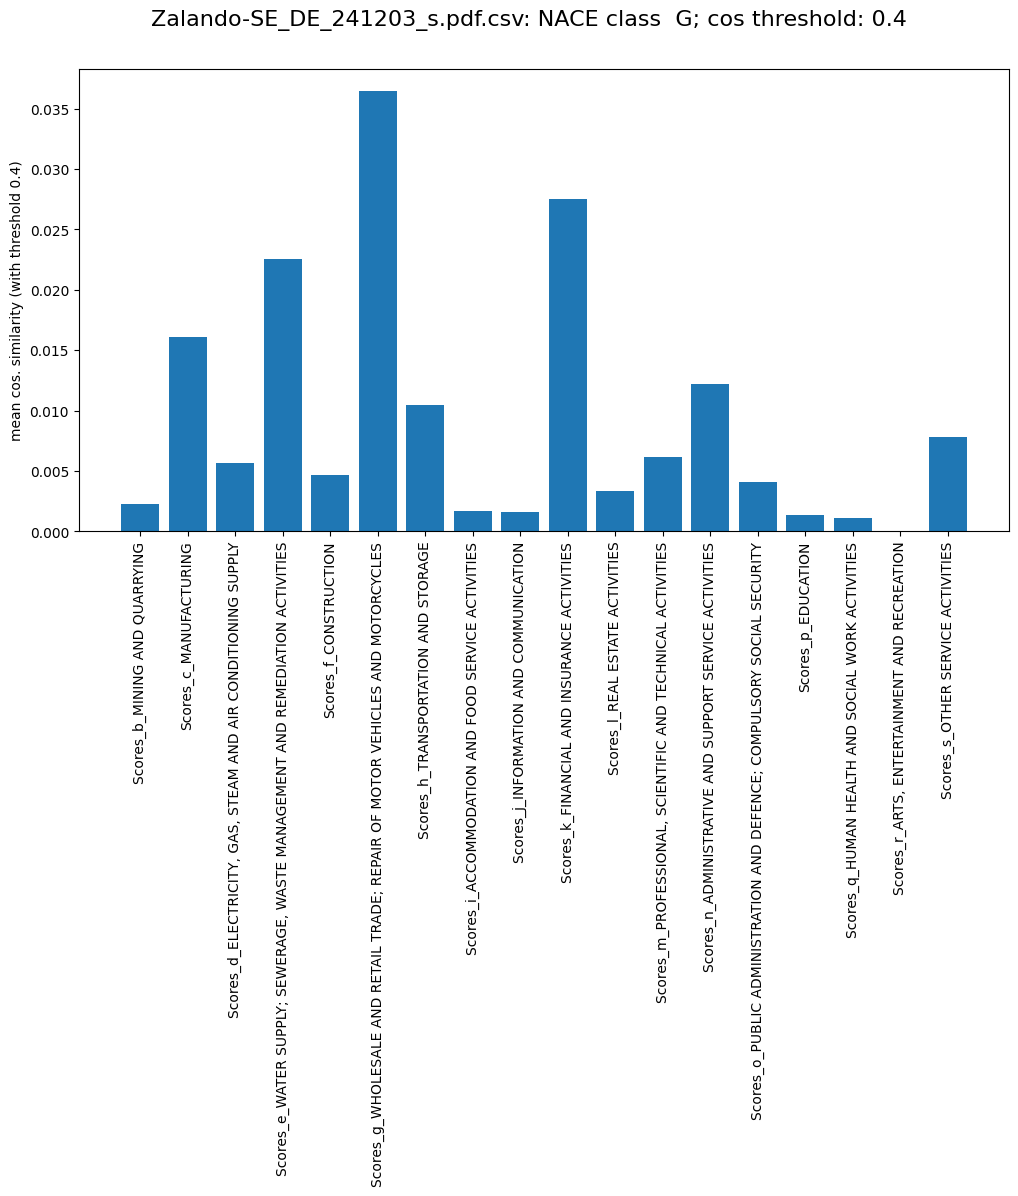 Zalando-SE_DE_241203_s.pdf.csv: NACE class  G; cos threshold: 0.4
mean cos. similarity (with threshold 0.4)
0.035
0.030
0.025
0.020
0.015
0.010
0.005
0.000
Scores_b_MINING AND QUARRYING
Scores_c_MANUFACTURING
Scores_d_ELECTRICITY, GAS, STEAM AND AIR CONDITIONING SUPPLY
Scores_e_WATER SUPPLY; SEWERAGE, WASTE MANAGEMENT AND REMEDIATION ACTIVITIES
Scores_f_CONSTRUCTION
Scores_g_WHOLESALE AND RETAIL TRADE; REPAIR OF MOTOR VEHICLES AND MOTORCYCLES
Scores_h_TRANSPORTATION AND STORAGE
Scores_i_ACCOMMODATION AND FOOD SERVICE ACTIVITIES
Scores_j_INFORMATION AND COMMUNICATION
Scores_k_FINANCIAL AND INSURANCE ACTIVITIES
Scores_l_REAL ESTATE ACTIVITIES
Scores_m_PROFESSIONAL, SCIENTIFIC AND TECHNICAL ACTIVITIES
Scores_n_ADMINISTRATIVE AND SUPPORT SERVICE ACTIVITIES
Scores_o_PUBLIC ADMINISTRATION AND DEFENCE; COMPULSORY SOCIAL SECURITY
Scores_p_EDUCATION
Scores_q_HUMAN HEALTH AND SOCIAL WORK ACTIVITIES
Scores_r_ARTS, ENTERTAINMENT AND RECREATION
Scores_s_OTHER SERVICE ACTIVITIES